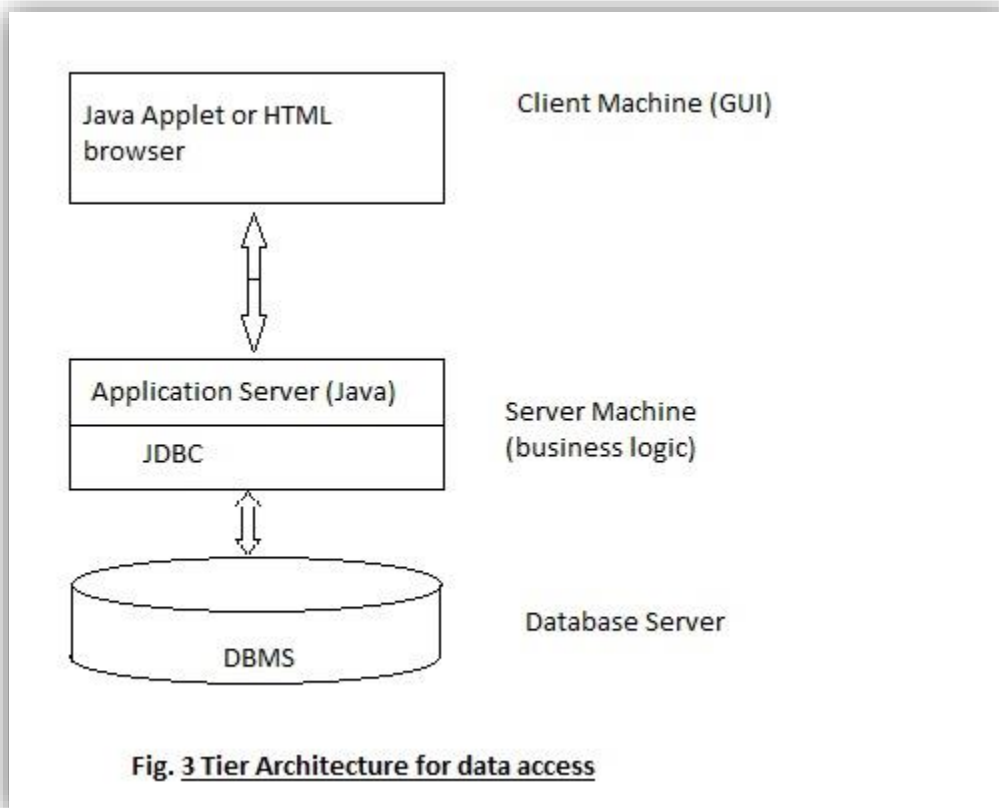 Java Applet or HTML
browser
Client Machine (GUI)
Application Server (Java)
JDBC
Server Machine
(business logic)
DBMS
Database Server
Fig. 3 Tier Architecture for data access